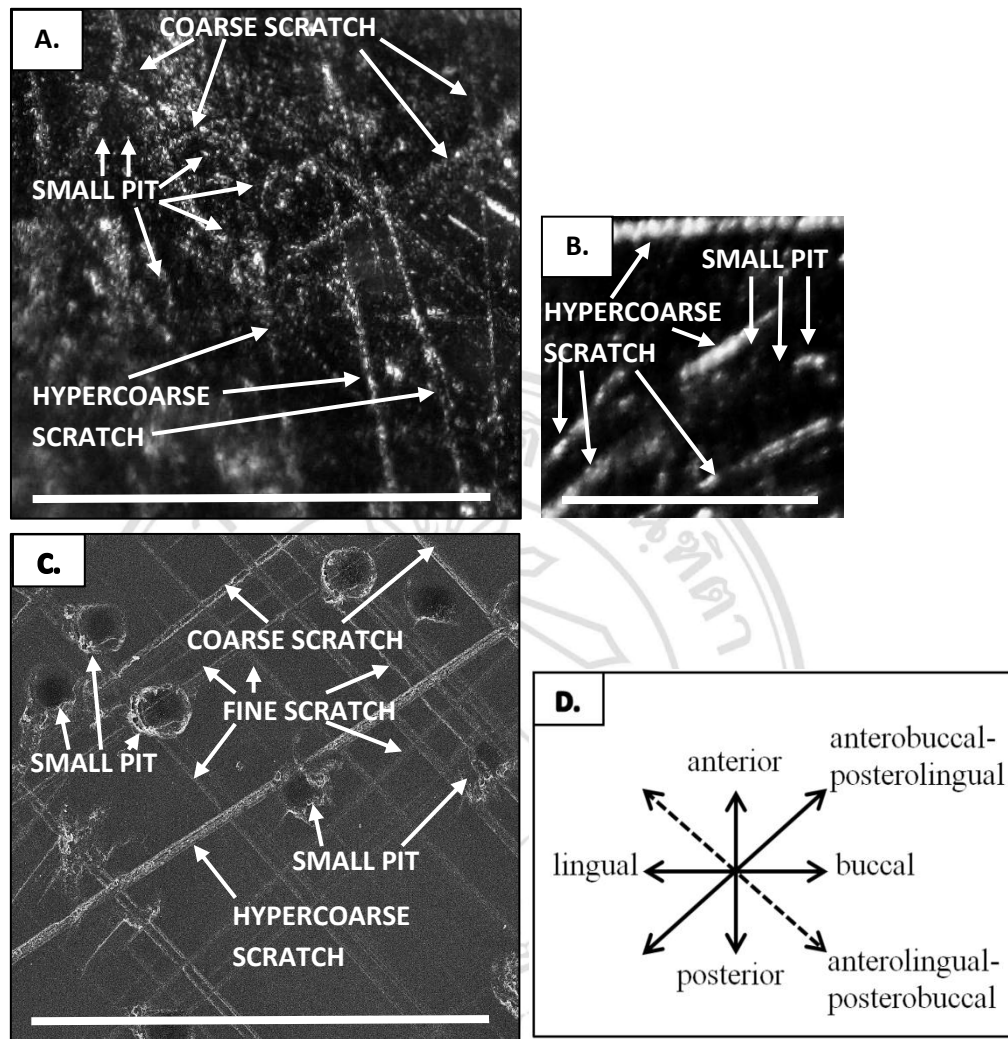 A.
COARSE SCRATCH
SMALL PIT
HYPERCOARSE
SCRATCH
B.
SMALL PIT
HYPERCOARSE
SCRATCH
C.
COARSE SCRATCH
FINE SCRATCH
SMALL PIT
SMALL PIT
HYPERCOARSE
SCRATCH
D.
anterior
anterobuccal-
posterolingual
lingual
buccal
posterior
anterolingual-
posterobuccal